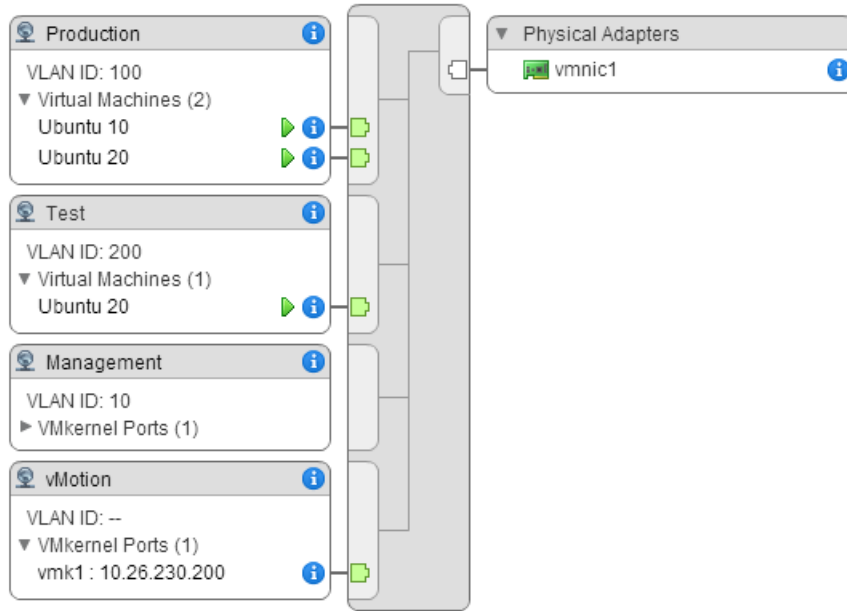 Production
VLAN ID: 100
Virtual Machines (2)
Ubuntu 10
Ubuntu 20
Test
VLAN ID: 200
Virtual Machines (1)
Ubuntu 20
Management
VLAN ID: 10
VMkernel Ports (1)
vMotion
VLAN ID: --
VMkernel Ports (1)
vmk1 : 10.26.230.200
Physical Adapters
vmnic1